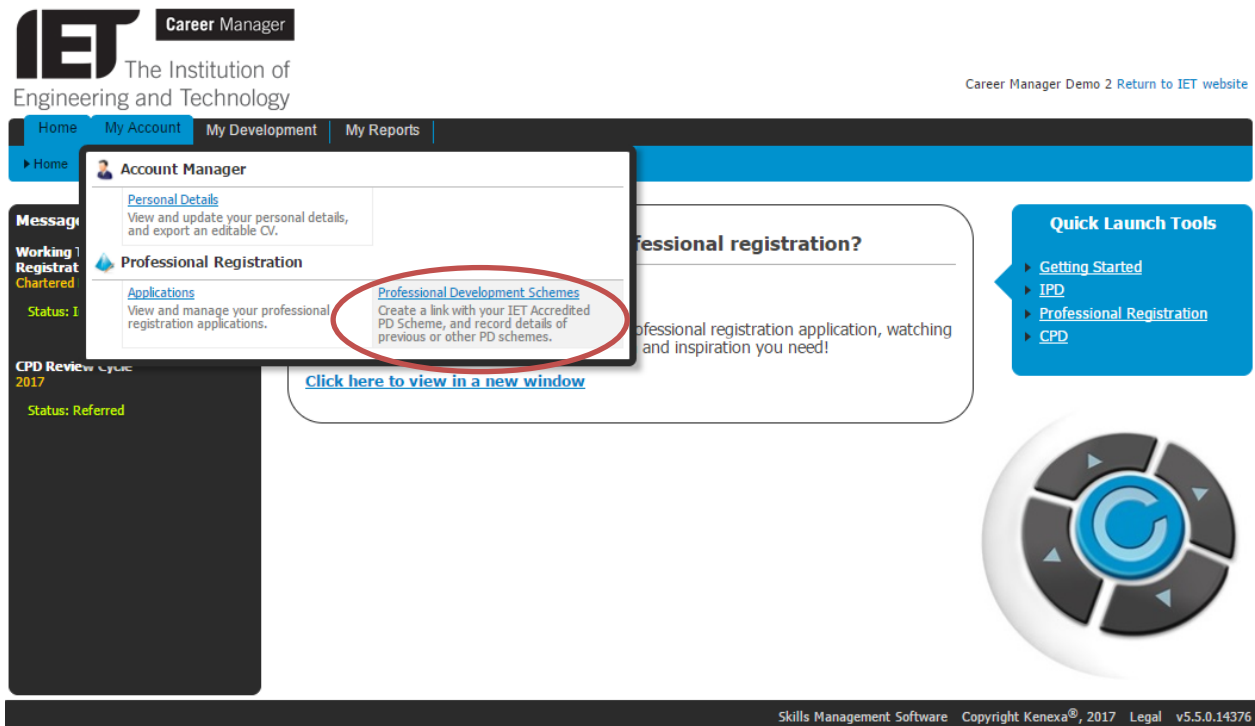 IET
Career Manager
The Institution of
Engineering and Technology
Career Manager Demo 2 Return to IET website
Home My Account My Development My Reports
Home
Account Manager
Personal Details
View and update your personal details,
and export an editable CV.
Professional Registration
Applications
View and manage your professional
registration applications.
Professional Development Schemes
Create a link with your IET Accredited
PD Scheme, and record details of
previous or other PD schemes.
Messag
Working T
Registrat
Chartered
Status: I
CPD Review Cycle
2017
Status: Referred
fessional registration?
ofessional registration application, watching
and inspiration you need!
Click here to view in a new window
Quick Launch Tools
Getting Started
IPD
Professional Registration
CPD
Skills Management Software Copyright Kenexa®, 2017 Legal v5.5.0.14376